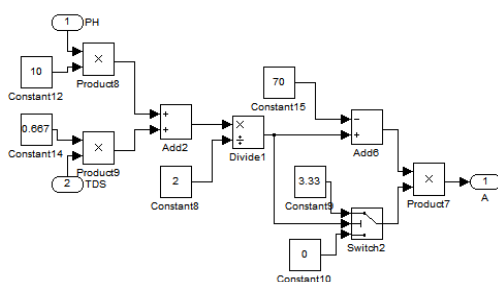 1
PH
10
Constant12
×
Product8
0.667
Constant14
×
Product9
2
TDS
+
+
Add2
2
Constant8
×
÷
Divide1
70
Constant15
−
+
Add6
3.33
Constant9
0
Constant10
Switch2
×
Product7
1
A